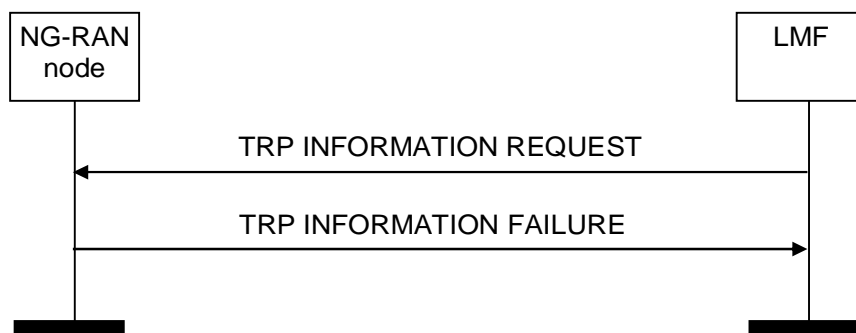 NG-RAN
node
LMF
TRP INFORMATION REQUEST
TRP INFORMATION FAILURE